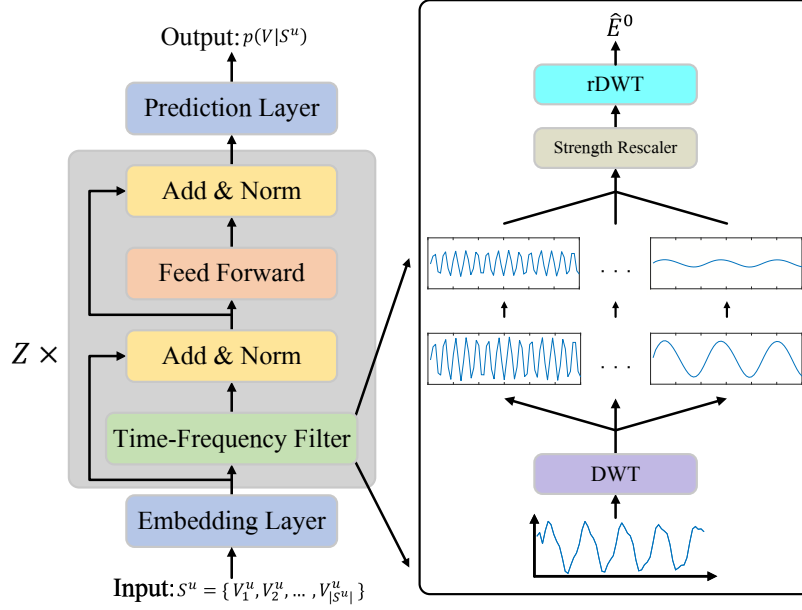 Output: p(V|S^u)
Prediction Layer
Add & Norm
Feed Forward
Z ×
Add & Norm
Time-Frequency Filter
Embedding Layer
Input: S^u = { V_1^u, V_2^u, … , V_{|S^u|}^u }
Ê^0
rDWT
Strength Rescaler
. . .
. . .
DWT